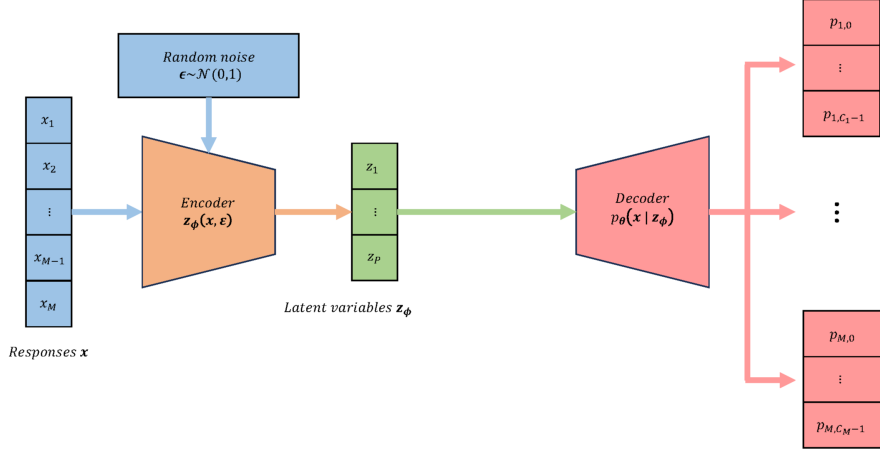 Random noise
ϵ~𝒩(0,1)
x₁
x₂
⋮
x_{M−1}
x_M
Responses x
Encoder
z_ϕ(x, ε)
z₁
⋮
z_P
Latent variables z_ϕ
Decoder
p_θ(x | z_ϕ)
p_{1,0}
⋮
p_{1,C₁−1}
⋮
p_{M,0}
⋮
p_{M,C_M−1}